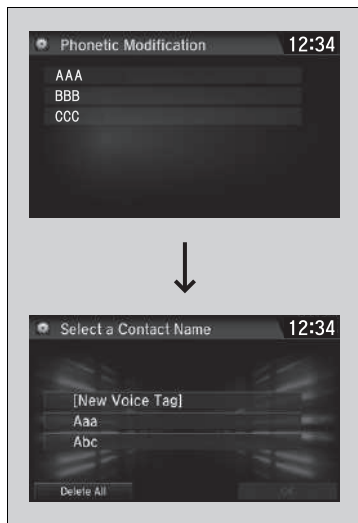 Phonetic Modification 12:34
AAA
BBB
CCC
Select a Contact Name 12:34
[New Voice Tag]
Aaa
Abc
Delete All OK